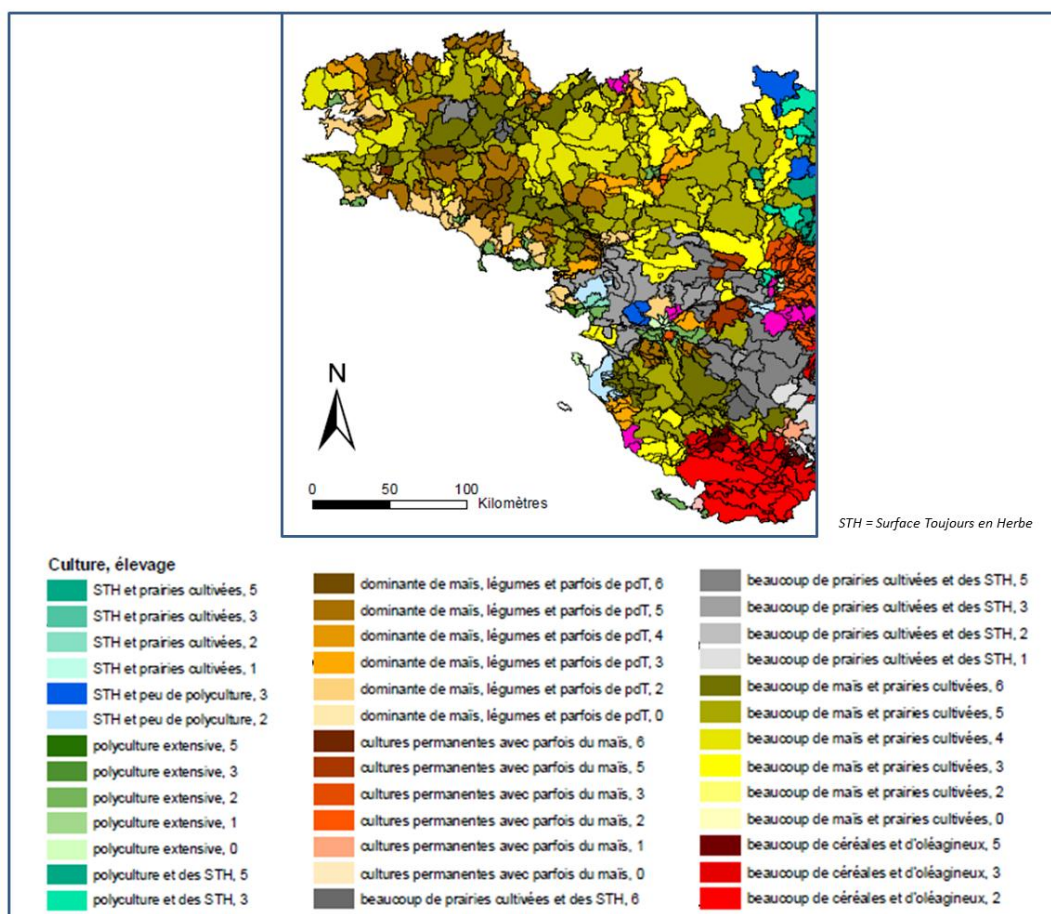 N
0 50 100
Kilomètres
STH = Surface Toujours en Herbe
Culture, élevage
STH et prairies cultivées, 5
STH et prairies cultivées, 3
STH et prairies cultivées, 2
STH et prairies cultivées, 1
STH et peu de polyculture, 3
STH et peu de polyculture, 2
polyculture extensive, 5
polyculture extensive, 3
polyculture extensive, 2
polyculture extensive, 1
polyculture extensive, 0
polyculture et des STH, 5
polyculture et des STH, 3
dominante de maïs, légumes et parfois de pdT, 6
dominante de maïs, légumes et parfois de pdT, 5
dominante de maïs, légumes et parfois de pdT, 4
dominante de maïs, légumes et parfois de pdT, 3
dominante de maïs, légumes et parfois de pdT, 2
dominante de maïs, légumes et parfois de pdT, 0
cultures permanentes avec parfois du maïs, 6
cultures permanentes avec parfois du maïs, 5
cultures permanentes avec parfois du maïs, 3
cultures permanentes avec parfois du maïs, 2
cultures permanentes avec parfois du maïs, 1
cultures permanentes avec parfois du maïs, 0
beaucoup de prairies cultivées et des STH, 6
beaucoup de prairies cultivées et des STH, 5
beaucoup de prairies cultivées et des STH, 3
beaucoup de prairies cultivées et des STH, 2
beaucoup de prairies cultivées et des STH, 1
beaucoup de maïs et prairies cultivées, 6
beaucoup de maïs et prairies cultivées, 5
beaucoup de maïs et prairies cultivées, 4
beaucoup de maïs et prairies cultivées, 3
beaucoup de maïs et prairies cultivées, 2
beaucoup de maïs et prairies cultivées, 0
beaucoup de céréales et d'oléagineux, 5
beaucoup de céréales et d'oléagineux, 3
beaucoup de céréales et d'oléagineux, 2